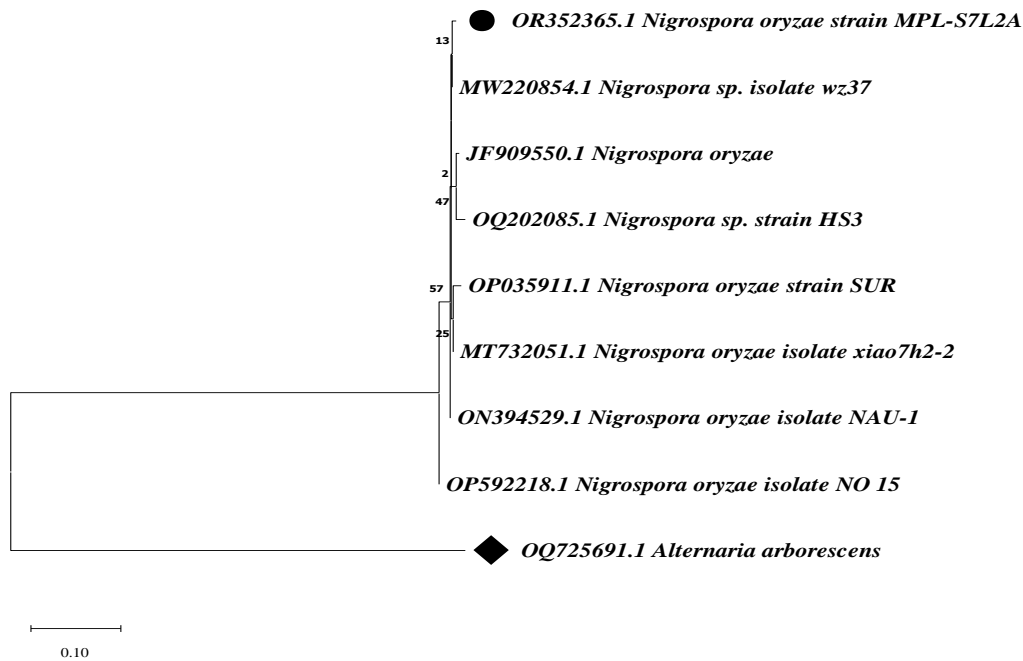 OR352365.1 Nigrospora oryzae strain MPL-S7L2A
13
MW220854.1 Nigrospora sp. isolate wz37
JF909550.1 Nigrospora oryzae
2
47
OQ202085.1 Nigrospora sp. strain HS3
OP035911.1 Nigrospora oryzae strain SUR
57
25
MT732051.1 Nigrospora oryzae isolate xiao7h2-2
ON394529.1 Nigrospora oryzae isolate NAU-1
OP592218.1 Nigrospora oryzae isolate NO 15
OQ725691.1 Alternaria arborescens
0.10